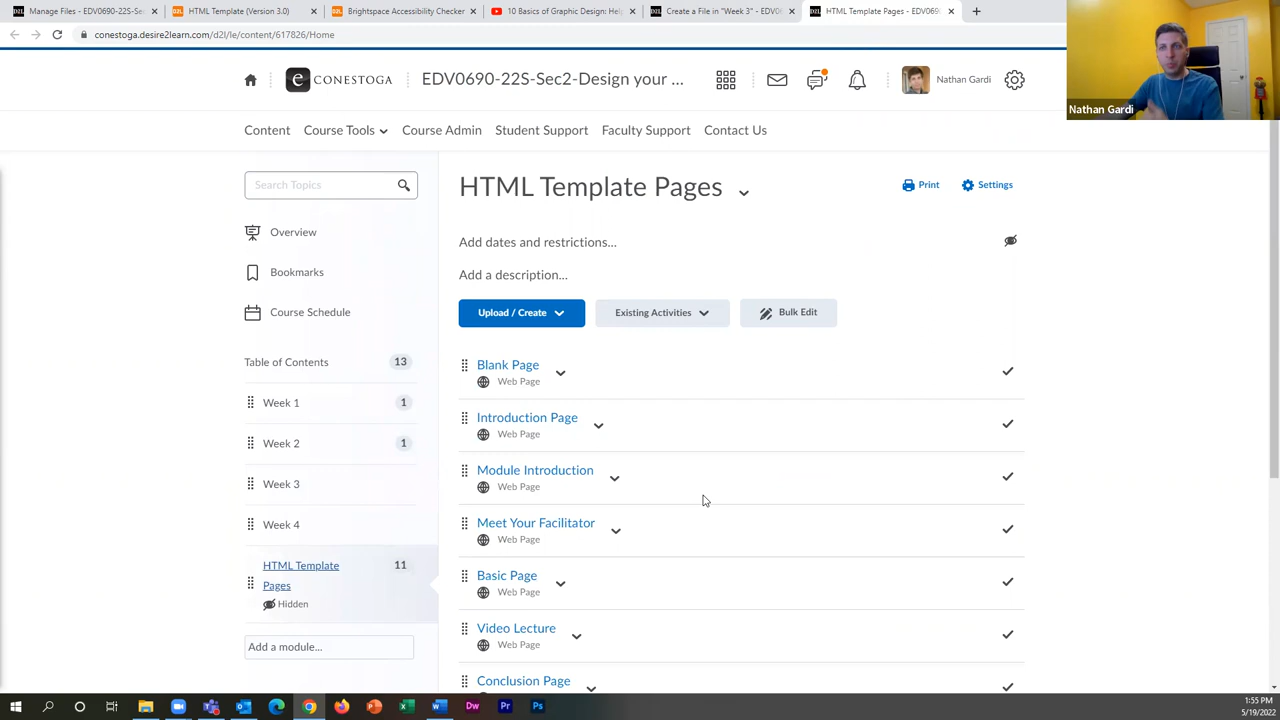 Manage Files - EDV0690-22S-Sec
HTML Template (Version 3.0)
Brightspace Accessibility Checker
10 Basics of Graphic Design: Hel
Create a File in "Week 3" - EDV0
HTML Template Pages - EDV069
conestoga.desire2learn.com/d2l/le/content/617826/Home
CONESTOGA
EDV0690-22S-Sec2-Design your ...
Nathan Gardi
Nathan Gardi
Content
Course Tools
Course Admin
Student Support
Faculty Support
Contact Us
Search Topics
Overview
Bookmarks
Course Schedule
Table of Contents 13
Week 1 1
Week 2 1
Week 3
Week 4
HTML Template 11
Pages
Hidden
Add a module...
HTML Template Pages
Print
Settings
Add dates and restrictions...
Add a description...
Upload / Create
Existing Activities
Bulk Edit
Blank Page
Web Page
Introduction Page
Web Page
Module Introduction
Web Page
Meet Your Facilitator
Web Page
Basic Page
Web Page
Video Lecture
Web Page
Conclusion Page
1:55 PM
5/19/2022